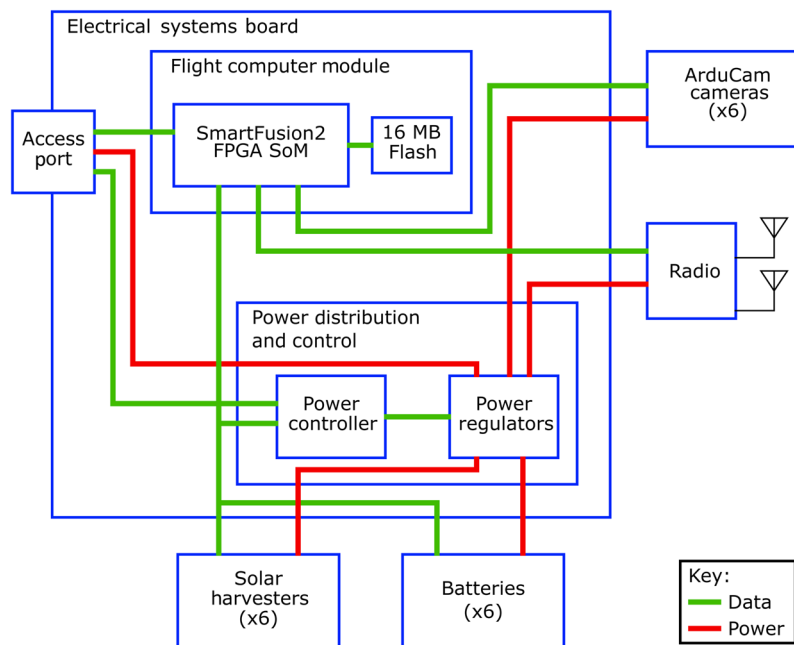 Electrical systems board
Flight computer module
ArduCam
cameras
(x6)
Access
port
SmartFusion2
FPGA SoM
16 MB
Flash
Radio
Power distribution
and control
Power
controller
Power
regulators
Solar
harvesters
(x6)
Batteries
(x6)
Key:
Data
Power